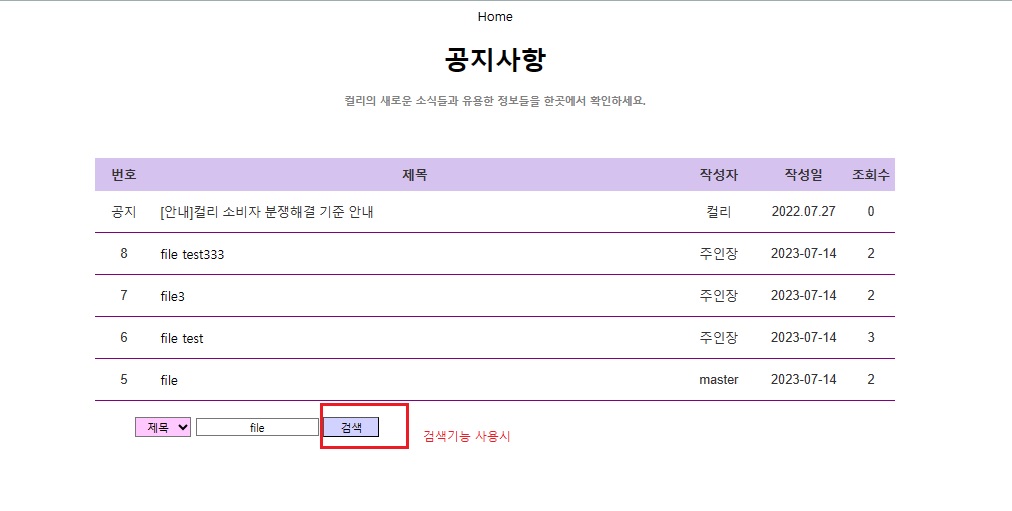 Home
공지사항
컬리의 새로운 소식들과 유용한 정보들을 한곳에서 확인하세요.
번호 제목 작성자 작성일 조회수
공지 [안내]컬리 소비자 분쟁해결 기준 안내 컬리 2022.07.27 0
8 file test333 주인장 2023-07-14 2
7 file3 주인장 2023-07-14 2
6 file test 주인장 2023-07-14 3
5 file master 2023-07-14 2
제목 file 검색 검색기능 사용시